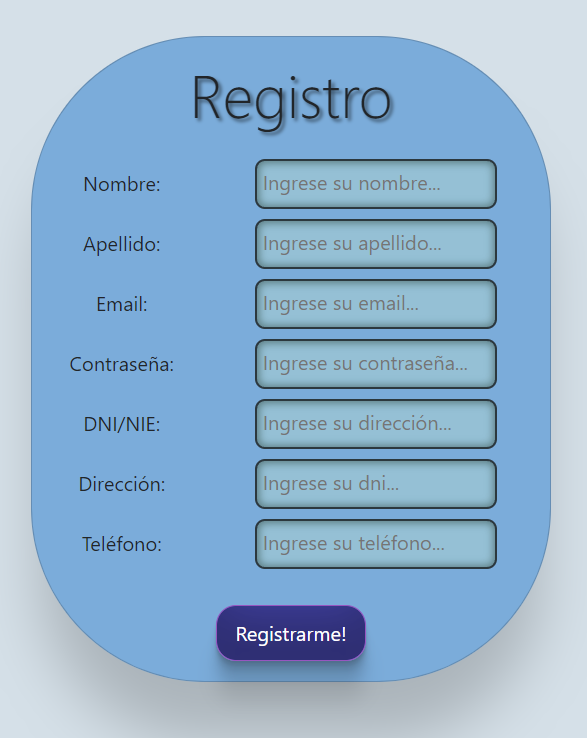 Registro
Nombre: Ingrese su nombre...
Apellido: Ingrese su apellido...
Email: Ingrese su email...
Contraseña: Ingrese su contraseña...
DNI/NIE: Ingrese su dirección...
Dirección: Ingrese su dni...
Teléfono: Ingrese su teléfono...
Registrarme!